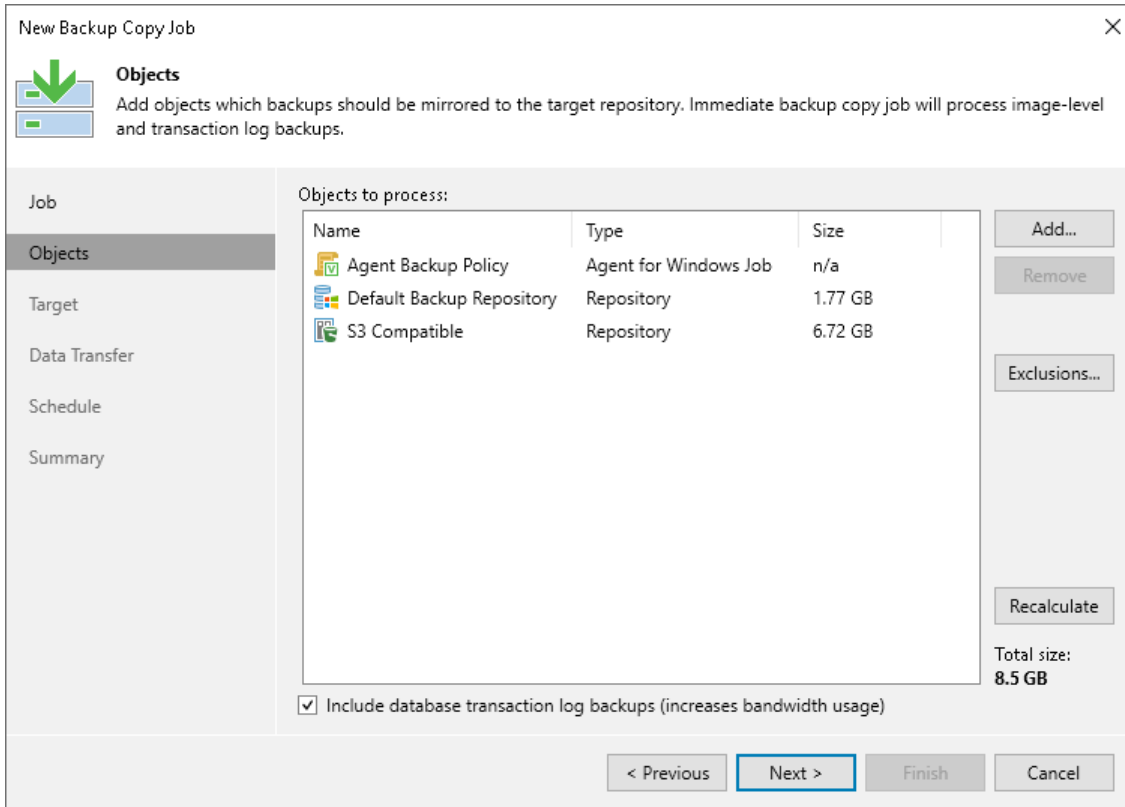 New Backup Copy Job
Objects
Add objects which backups should be mirrored to the target repository. Immediate backup copy job will process image-level
and transaction log backups.
Job
Objects
Target
Data Transfer
Schedule
Summary
Objects to process:
Name Type Size
Agent Backup Policy Agent for Windows Job n/a
Default Backup Repository Repository 1.77 GB
S3 Compatible Repository 6.72 GB
Add...
Remove
Exclusions...
Recalculate
Total size:
8.5 GB
Include database transaction log backups (increases bandwidth usage)
< Previous Next > Finish Cancel